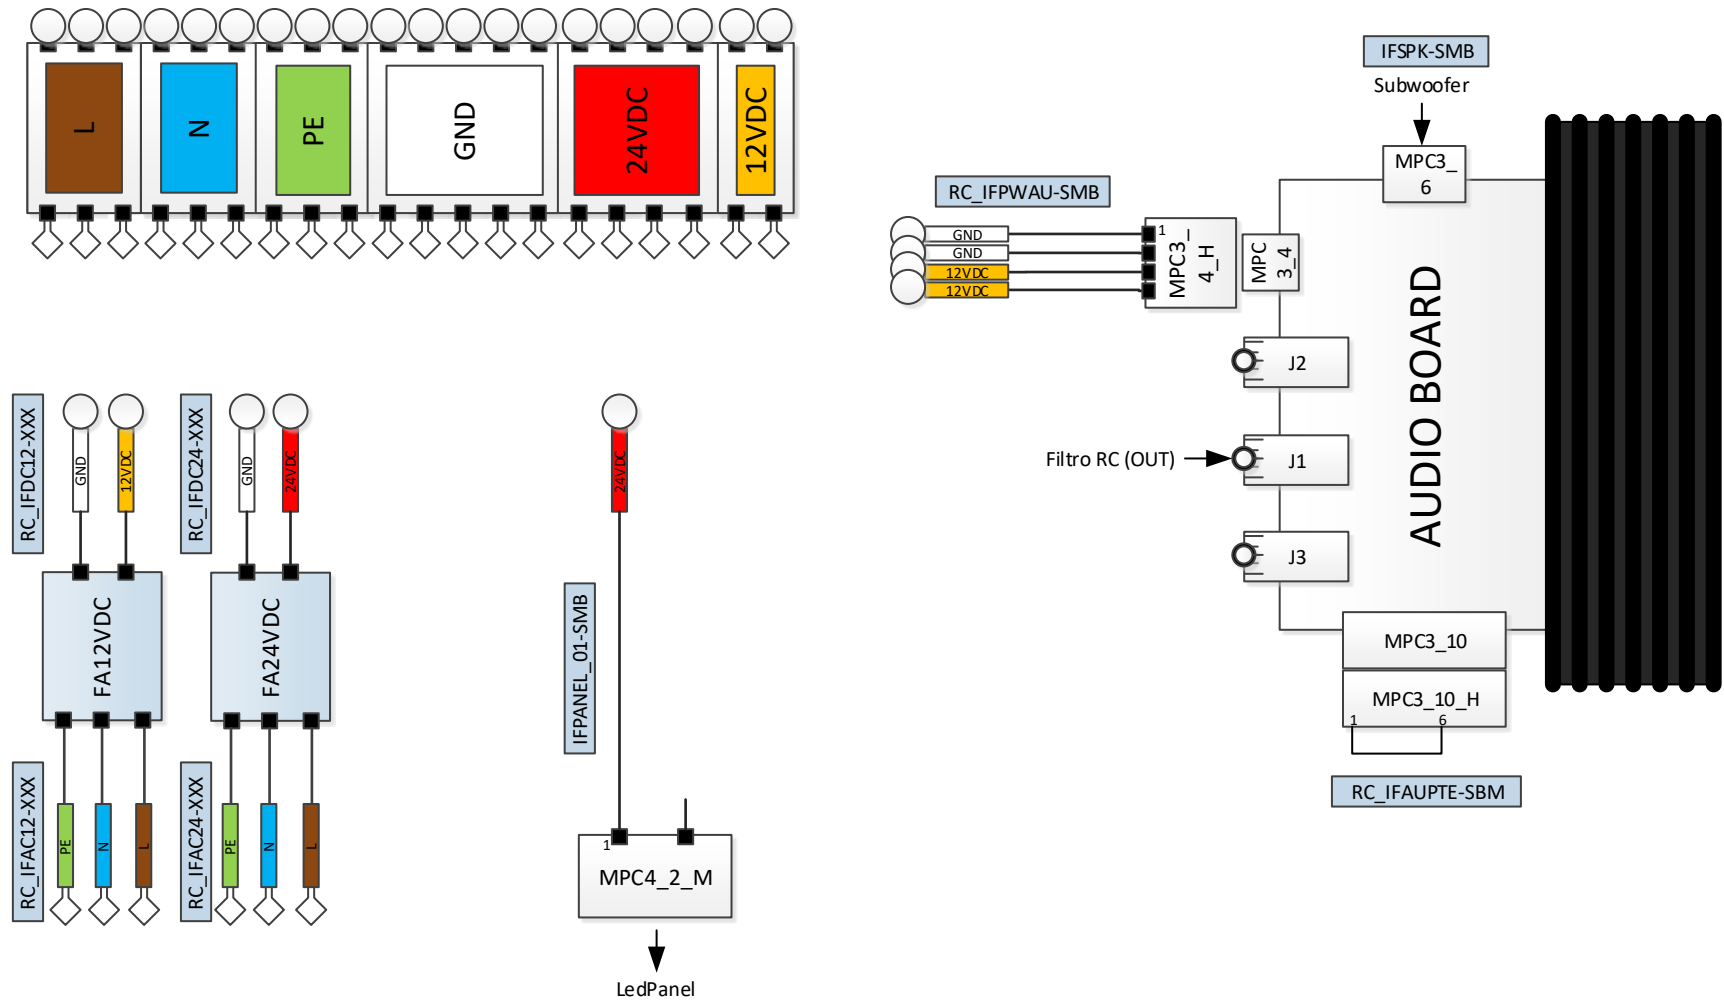 L
N
PE
GND
24VDC
12VDC
IFSPK-SMB
Subwoofer
MPC3_
6
RC_IFPWAU-SMB
GND
GND
12VDC
12VDC
1
MPC3_
4_H
MPC
3_4
AUDIO BOARD
J2
Filtro RC (OUT)
J1
J3
MPC3_10
MPC3_10_H
1
6
RC_IFAUPTE-SBM
RC_IFDC12-XXX
GND
12VDC
RC_IFDC24-XXX
GND
24VDC
FA12VDC
FA24VDC
RC_IFAC12-XXX
PE
N
L
RC_IFAC24-XXX
PE
N
L
24VDC
IFPANEL_01-SMB
1
MPC4_2_M
LedPanel